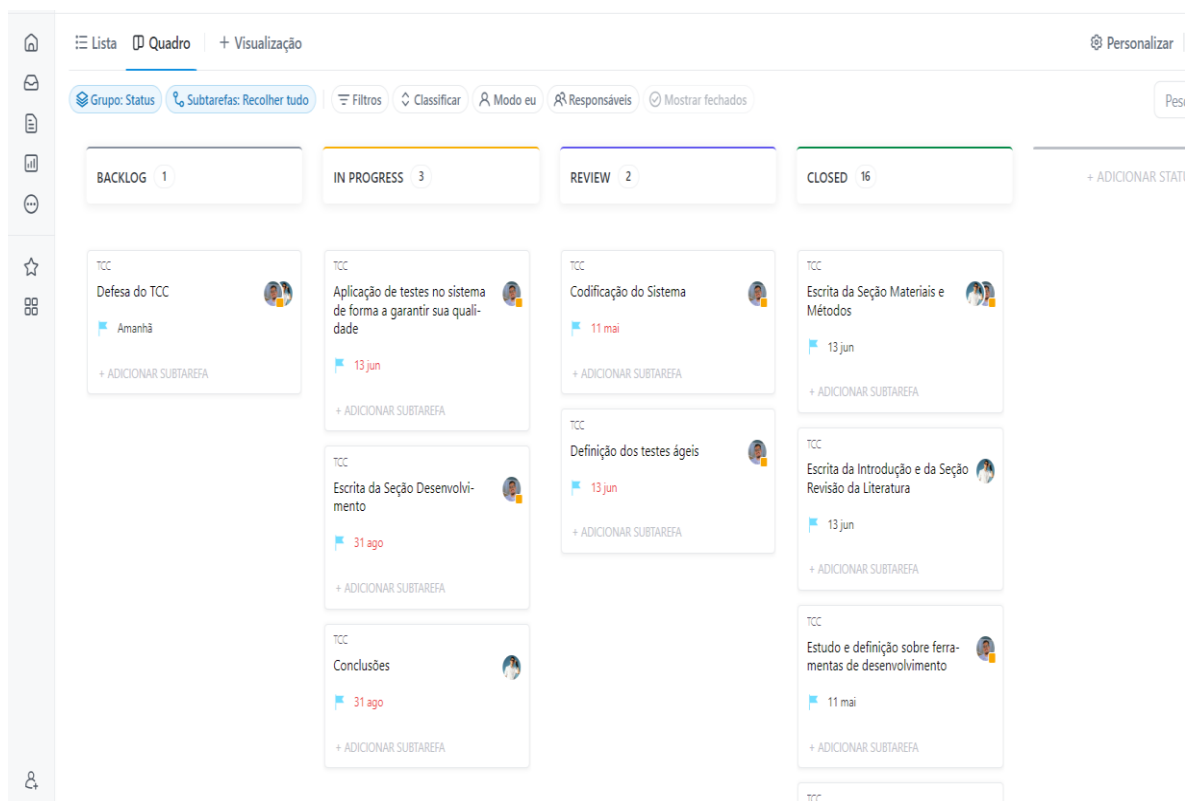 Lista
Quadro
+ Visualização
Personalizar
Grupo: Status
Subtarefas: Recolher tudo
Filtros
Classificar
Modo eu
Responsáveis
Mostrar fechados
BACKLOG 1
TCC
Defesa do TCC
Amanhã
+ ADICIONAR SUBTAREFA
IN PROGRESS 3
TCC
Aplicação de testes no sistema
de forma a garantir sua quali-
dade
13 jun
+ ADICIONAR SUBTAREFA
TCC
Escrita da Seção Desenvolvi-
mento
31 ago
+ ADICIONAR SUBTAREFA
TCC
Conclusões
31 ago
+ ADICIONAR SUBTAREFA
REVIEW 2
TCC
Codificação do Sistema
11 mai
+ ADICIONAR SUBTAREFA
TCC
Definição dos testes ágeis
13 jun
+ ADICIONAR SUBTAREFA
CLOSED 16
TCC
Escrita da Seção Materiais e
Métodos
13 jun
+ ADICIONAR SUBTAREFA
TCC
Escrita da Introdução e da Seção
Revisão da Literatura
13 jun
+ ADICIONAR SUBTAREFA
TCC
Estudo e definição sobre ferra-
mentas de desenvolvimento
11 mai
+ ADICIONAR SUBTAREFA
TCC
+ ADICIONAR